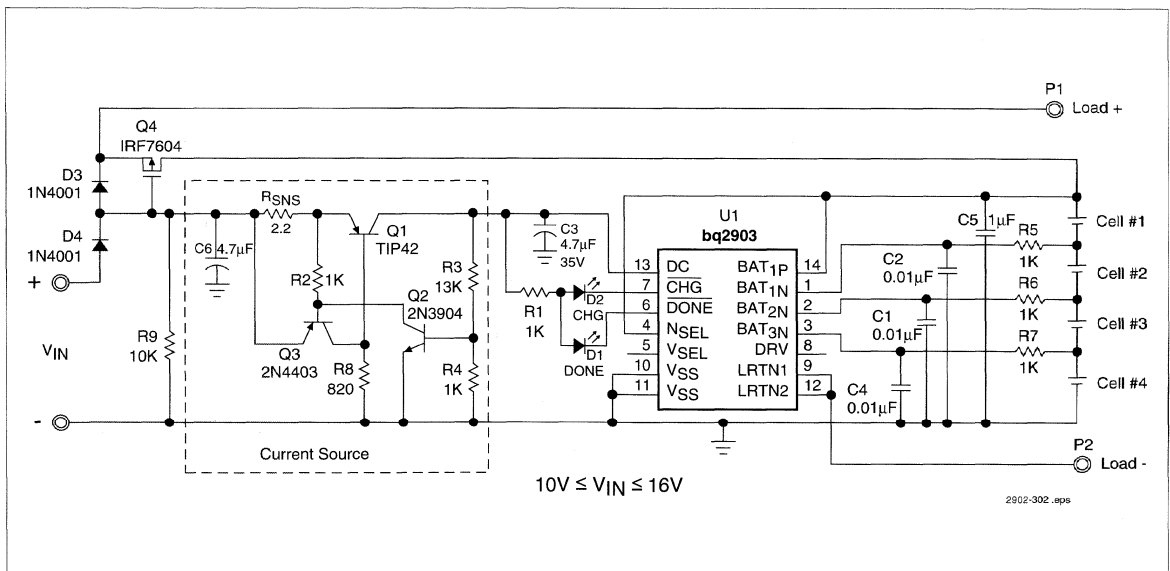 P1
Load +
Q4
IRF7604
D3
1N4001
D4
1N4001
+
VIN
-
R9
10K
C6 4.7µF
RSNS
2.2
Q1
TIP42
R2 1K
Q2
2N3904
Q3
2N4403
R8
820
R3
13K
R4
1K
Current Source
C3
4.7µF
35V
R1
1K
D2
CHG
D1
DONE
U1
bq2903
13 DC
7 CHG
6 DONE
4 NSEL
5 VSEL
10 VSS
11 VSS
BAT1P 14
BAT1N 1
BAT2N 2
BAT3N 3
DRV 8
LRTN1 9
LRTN2 12
C5 1µF
C2
0.01µF
C1
0.01µF
C4
0.01µF
R5
1K
R6
1K
R7
1K
Cell #1
Cell #2
Cell #3
Cell #4
P2
Load -
10V ≤ VIN ≤ 16V
2902-302 .eps